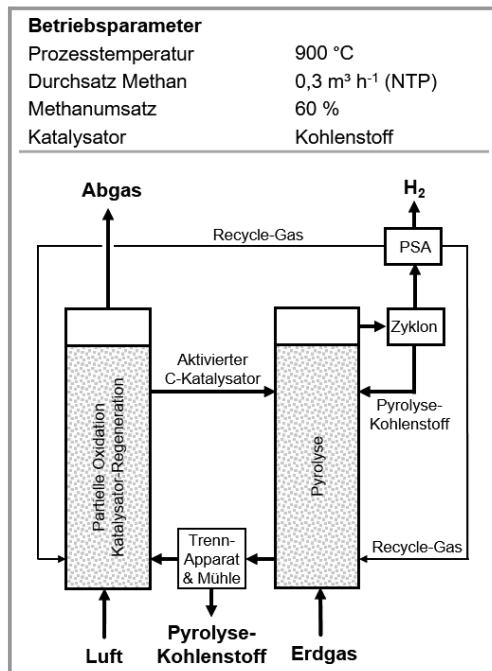 Betriebsparameter
Prozesstemperatur 900 °C
Durchsatz Methan 0,3 m³ h⁻¹ (NTP)
Methanumsatz 60 %
Katalysator Kohlenstoff
Abgas
H₂
Recycle-Gas
PSA
Zyklon
Aktivierter
C-Katalysator
Pyrolyse-
Kohlenstoff
Partielle Oxidation
Katalysator-Regeneration
Pyrolyse
Trenn-
Apparat
& Mühle
Recycle-Gas
Luft
Pyrolyse-
Kohlenstoff
Erdgas